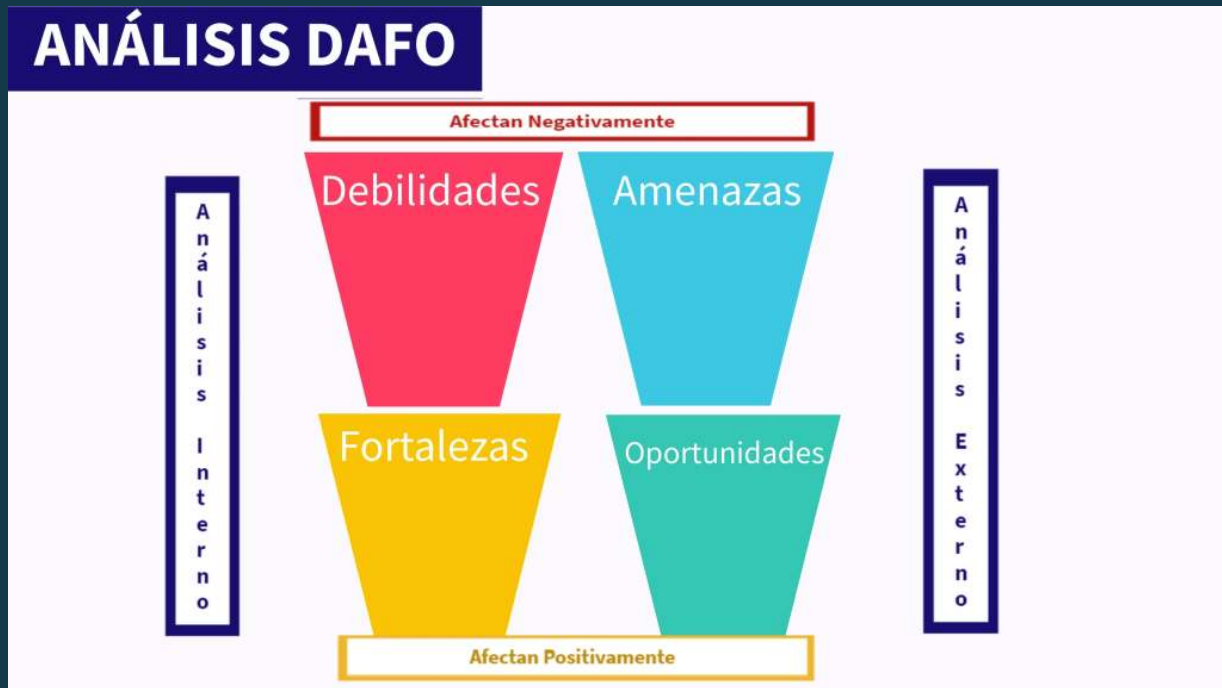 ANÁLISIS DAFO
Afectan Negativamente
Análisis Interno
Debilidades
Amenazas
Análisis Externo
Fortalezas
Oportunidades
Afectan Positivamente